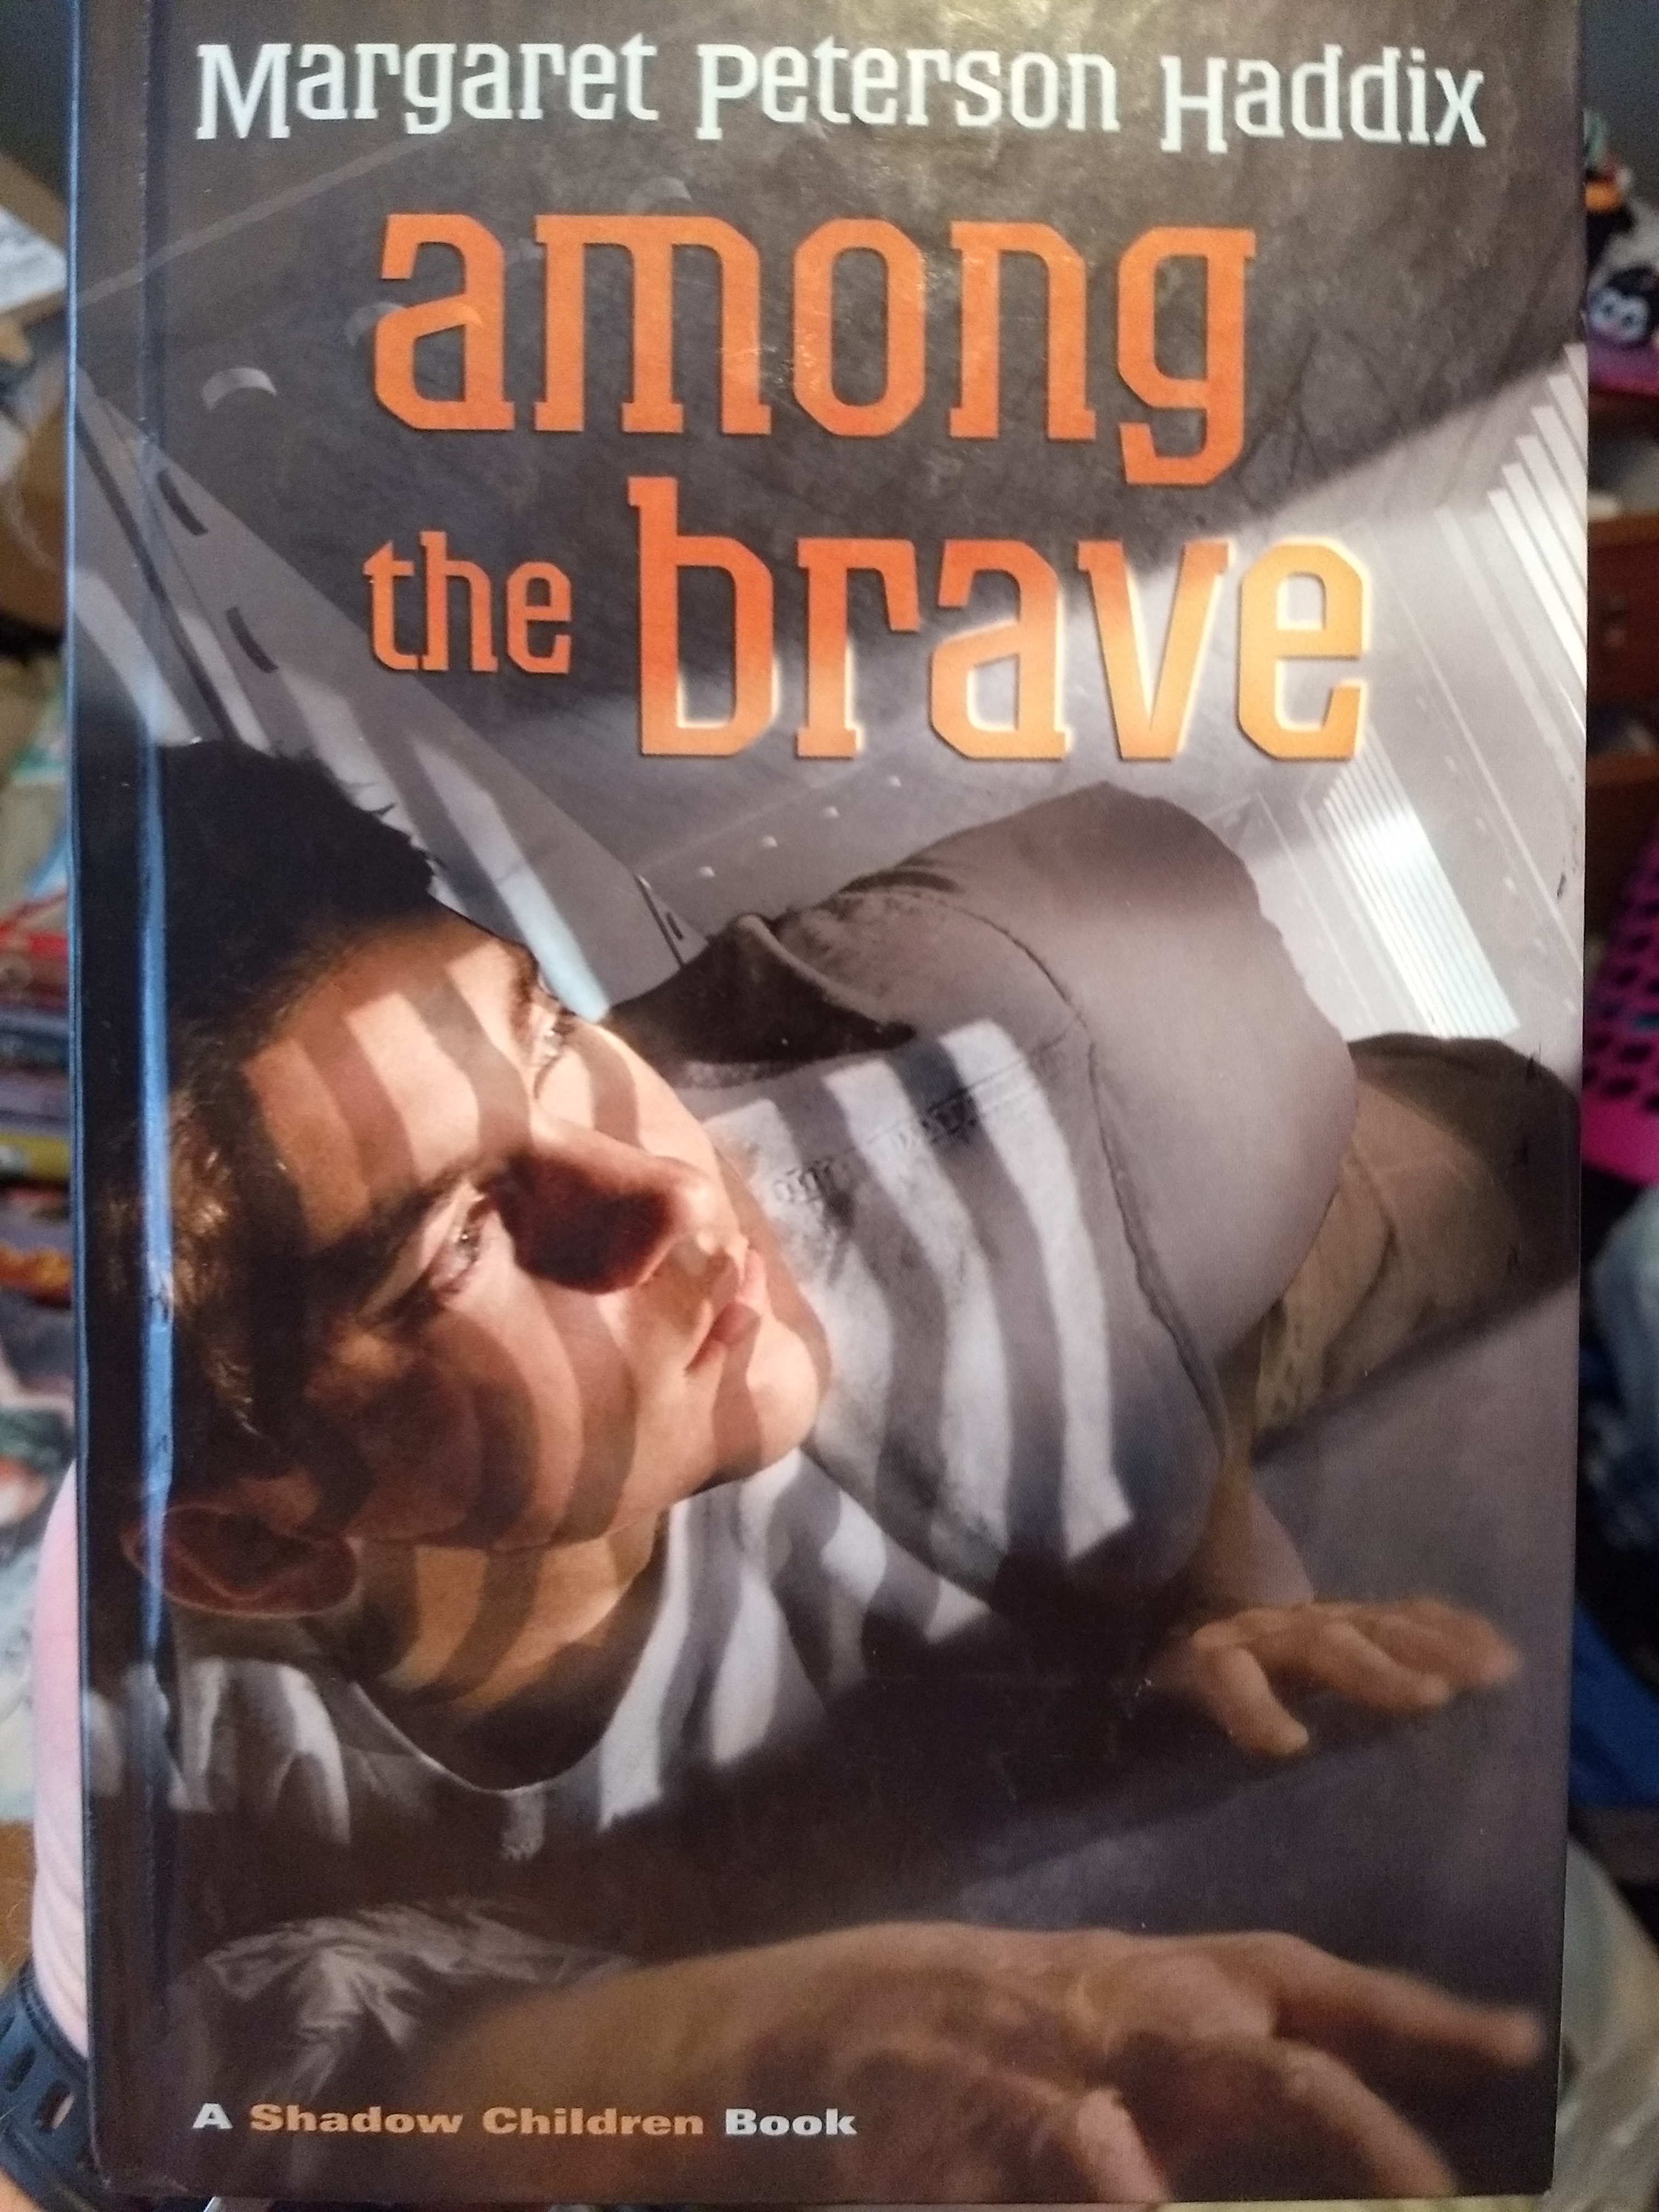 Margaret Peterson Haddix
among
the brave
A Shadow Children Book